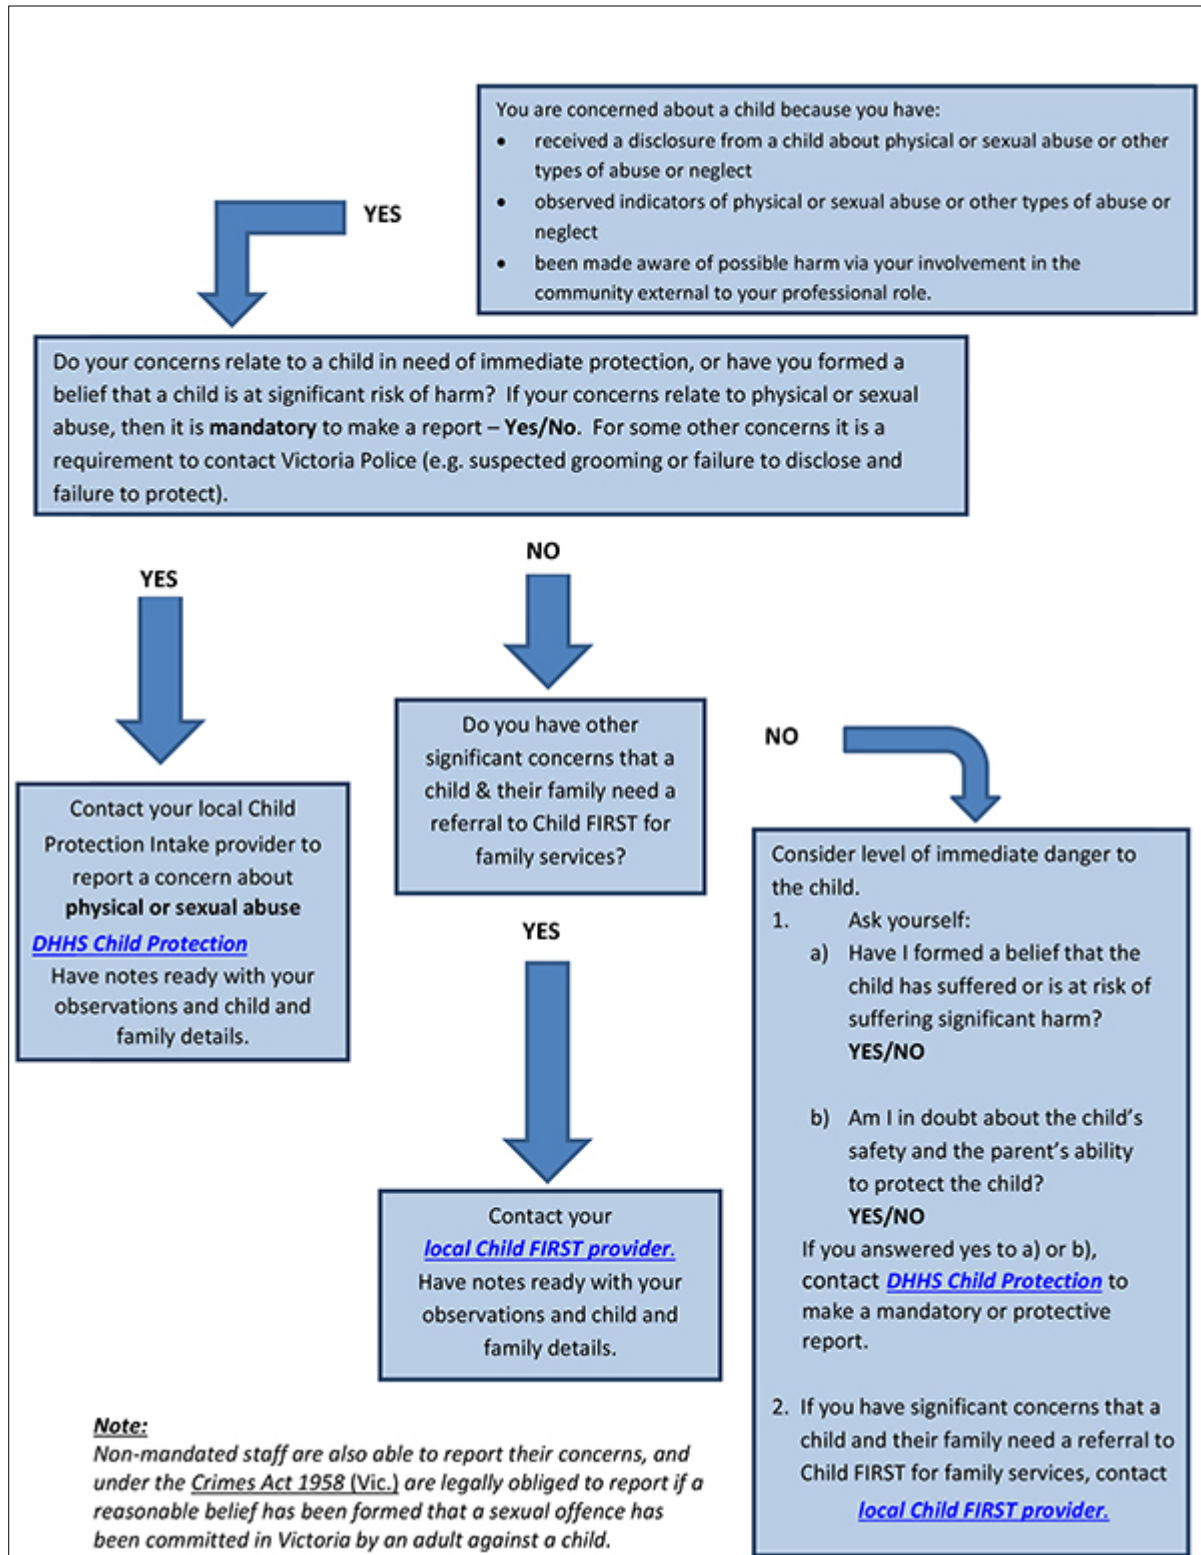 You are concerned about a child because you have:
• received a disclosure from a child about physical or sexual abuse or other
types of abuse or neglect
• observed indicators of physical or sexual abuse or other types of abuse or
neglect
• been made aware of possible harm via your involvement in the
community external to your professional role.
YES
Do your concerns relate to a child in need of immediate protection, or have you formed a
belief that a child is at significant risk of harm? If your concerns relate to physical or sexual
abuse, then it is mandatory to make a report – Yes/No. For some other concerns it is a
requirement to contact Victoria Police (e.g. suspected grooming or failure to disclose and
failure to protect).
YES
NO
Contact your local Child
Protection Intake provider to
report a concern about
physical or sexual abuse
DHHS Child Protection
Have notes ready with your
observations and child and
family details.
Do you have other
significant concerns that a
child & their family need a
referral to Child FIRST for
family services?
NO
YES
Contact your
local Child FIRST provider.
Have notes ready with your
observations and child and
family details.
Consider level of immediate danger to
the child.
1. Ask yourself:
a) Have I formed a belief that the
child has suffered or is at risk of
suffering significant harm?
YES/NO
b) Am I in doubt about the child's
safety and the parent's ability
to protect the child?
YES/NO
If you answered yes to a) or b),
contact DHHS Child Protection to
make a mandatory or protective
report.
2. If you have significant concerns that a
child and their family need a referral to
Child FIRST for family services, contact
local Child FIRST provider.
Note:
Non-mandated staff are also able to report their concerns, and
under the Crimes Act 1958 (Vic.) are legally obliged to report if a
reasonable belief has been formed that a sexual offence has
been committed in Victoria by an adult against a child.